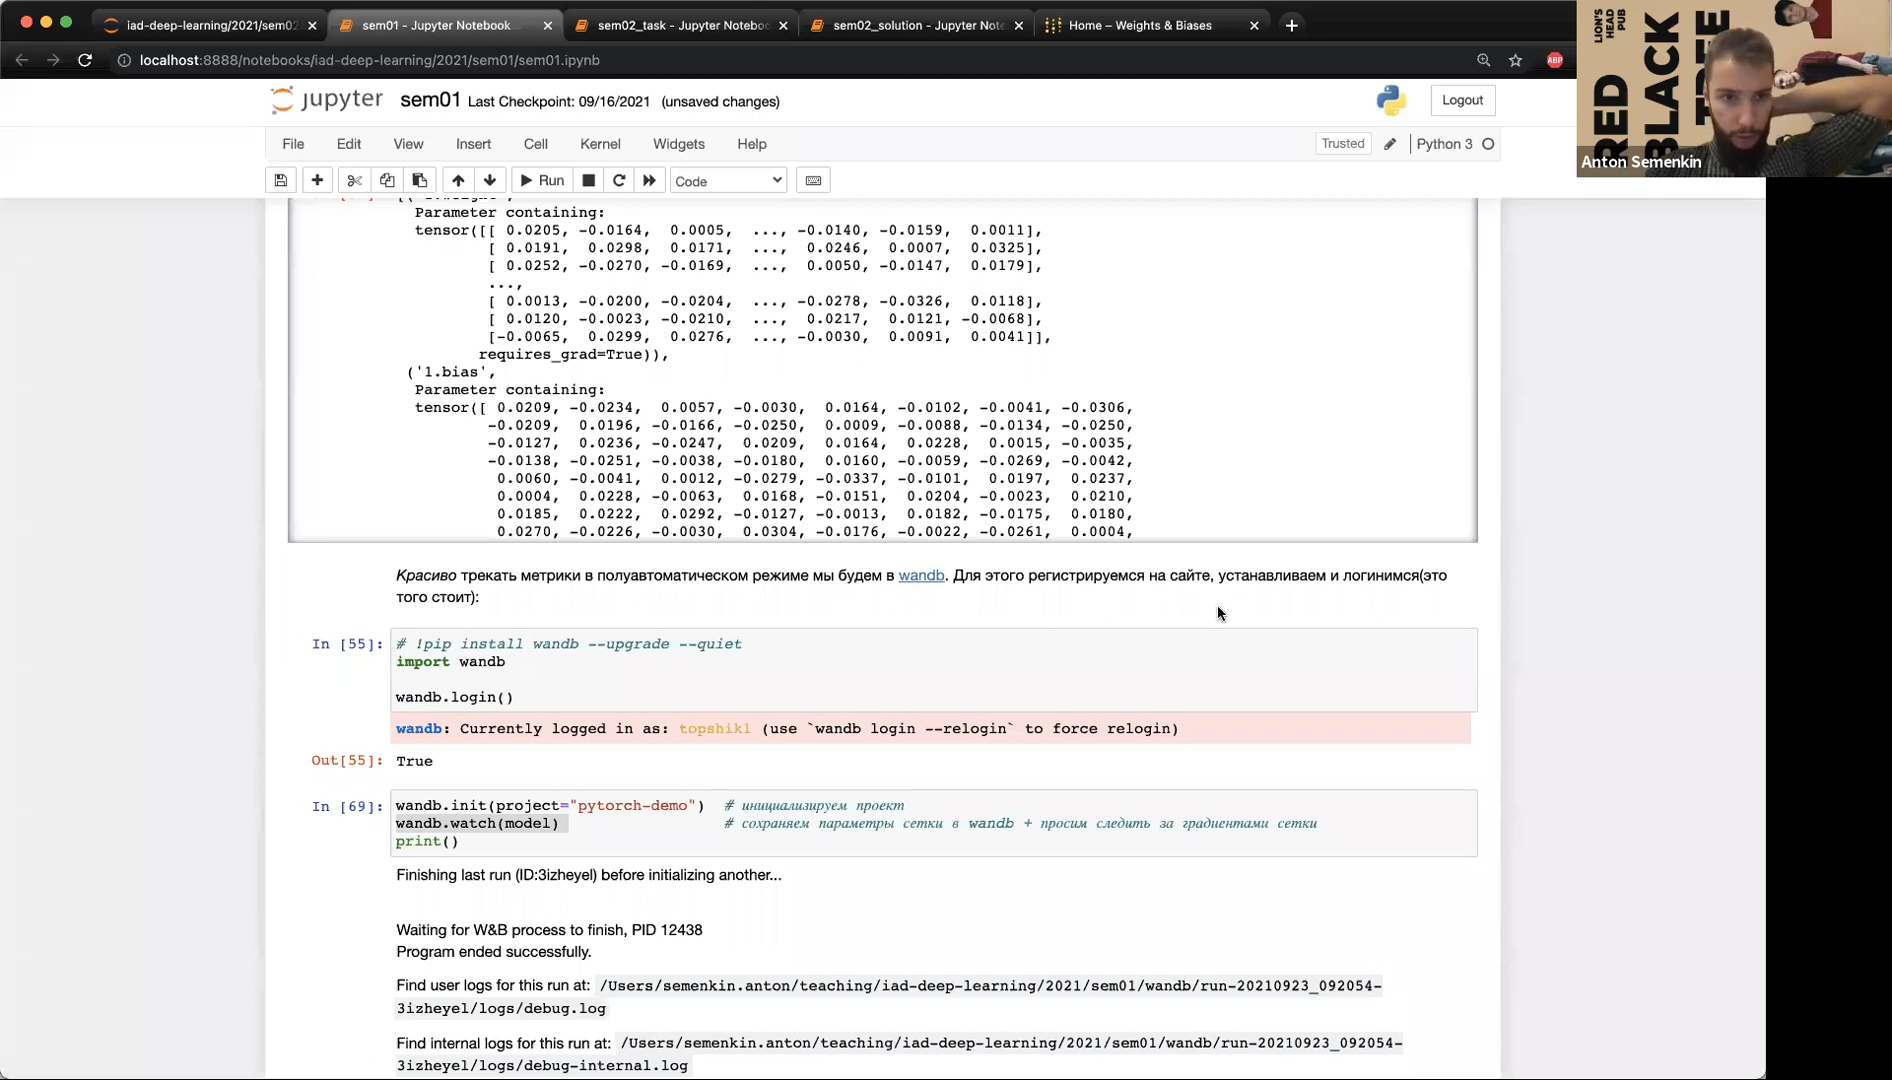 iad-deep-learning/2021/sem02
sem01 - Jupyter Notebook
sem02_task - Jupyter Noteboo
sem02_solution - Jupyter Note
Home – Weights & Biases
localhost:8888/notebooks/iad-deep-learning/2021/sem01/sem01.ipynb
ABP
LION'S HEAD PUB
RED
BLACK
TREE
Anton Semenkin
jupyter sem01 Last Checkpoint: 09/16/2021 (unsaved changes)
Logout
File Edit View Insert Cell Kernel Widgets Help
Trusted
Python 3
Run
Code
Parameter containing:
tensor([[ 0.0205, -0.0164, 0.0005, ..., -0.0140, -0.0159, 0.0011],
[ 0.0191, 0.0298, 0.0171, ..., 0.0246, 0.0007, 0.0325],
[ 0.0252, -0.0270, -0.0169, ..., 0.0050, -0.0147, 0.0179],
...,
[ 0.0013, -0.0200, -0.0204, ..., -0.0278, -0.0326, 0.0118],
[ 0.0120, -0.0023, -0.0210, ..., 0.0217, 0.0121, -0.0068],
[-0.0065, 0.0299, 0.0276, ..., -0.0030, 0.0091, 0.0041]],
requires_grad=True)),
('1.bias',
Parameter containing:
tensor([ 0.0209, -0.0234, 0.0057, -0.0030, 0.0164, -0.0102, -0.0041, -0.0306,
-0.0209, 0.0196, -0.0166, -0.0250, 0.0009, -0.0088, -0.0134, -0.0250,
-0.0127, 0.0236, -0.0247, 0.0209, 0.0164, 0.0228, 0.0015, -0.0035,
-0.0138, -0.0251, -0.0038, -0.0180, 0.0160, -0.0059, -0.0269, -0.0042,
0.0060, -0.0041, 0.0012, -0.0279, -0.0337, -0.0101, 0.0197, 0.0237,
0.0004, 0.0228, -0.0063, 0.0168, -0.0151, 0.0204, -0.0023, 0.0210,
0.0185, 0.0222, 0.0292, -0.0127, -0.0013, 0.0182, -0.0175, 0.0180,
0.0270, -0.0226, -0.0030, 0.0304, -0.0176, -0.0022, -0.0261, 0.0004,
Красиво трекать метрики в полуавтоматическом режиме мы будем в wandb. Для этого регистрируемся на сайте, устанавливаем и логинимся(это
того стоит):
In [55]: # !pip install wandb --upgrade --quiet
import wandb
wandb.login()
wandb: Currently logged in as: topshik1 (use `wandb login --relogin` to force relogin)
Out[55]: True
In [69]: wandb.init(project="pytorch-demo") # инициализируем проект
wandb.watch(model) # сохраняем параметры сетки в wandb + просим следить за градиентами сетки
print()
Finishing last run (ID:3izheyel) before initializing another...
Waiting for W&B process to finish, PID 12438
Program ended successfully.
Find user logs for this run at: /Users/semenkin.anton/teaching/iad-deep-learning/2021/sem01/wandb/run-20210923_092054-
3izheyel/logs/debug.log
Find internal logs for this run at: /Users/semenkin.anton/teaching/iad-deep-learning/2021/sem01/wandb/run-20210923_092054-
3izheyel/logs/debug-internal.log